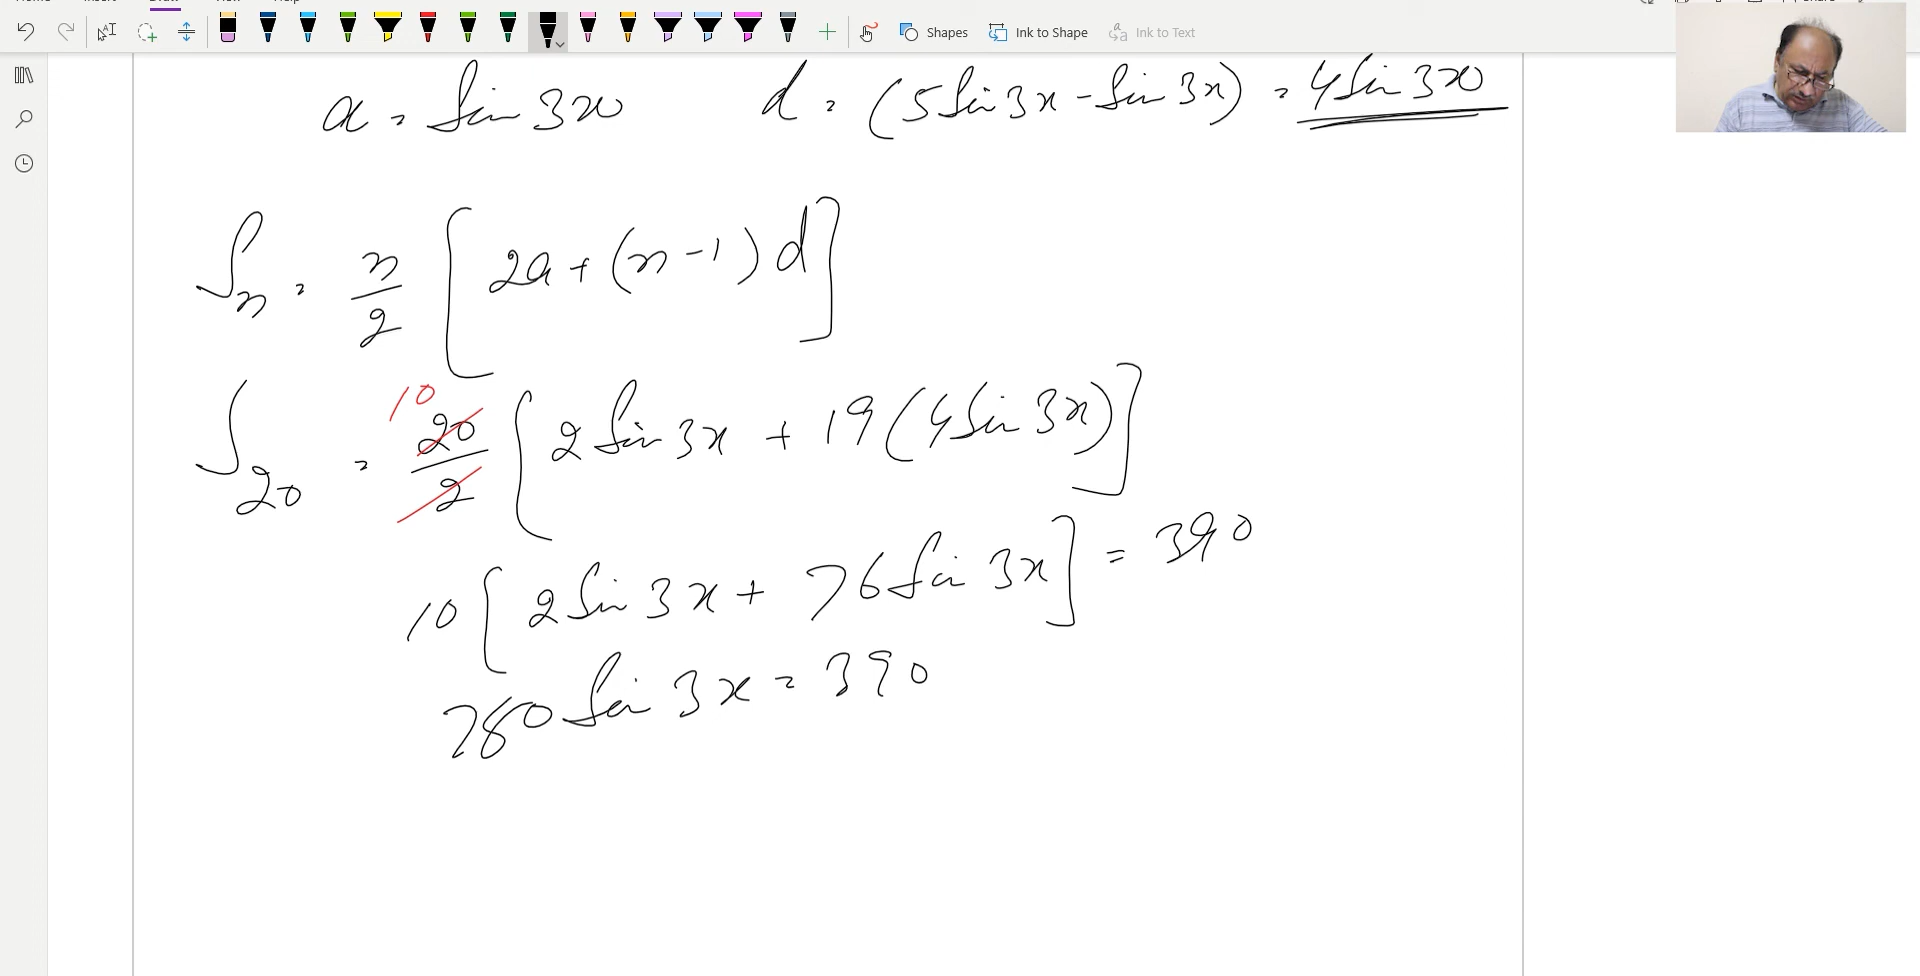 Shapes Ink to Shape Ink to Text
a = Sin 3x d = (5 Sin 3x - Sin 3x) = 4 Sin 3x
Sn = n/2 [2a + (n-1) d]
10
S20 = 20/2 [2 Sin 3x + 19 (4 Sin 3x)]
10 [2 Sin 3x + 76 Sin 3x] = 390
780 Sin 3x = 390